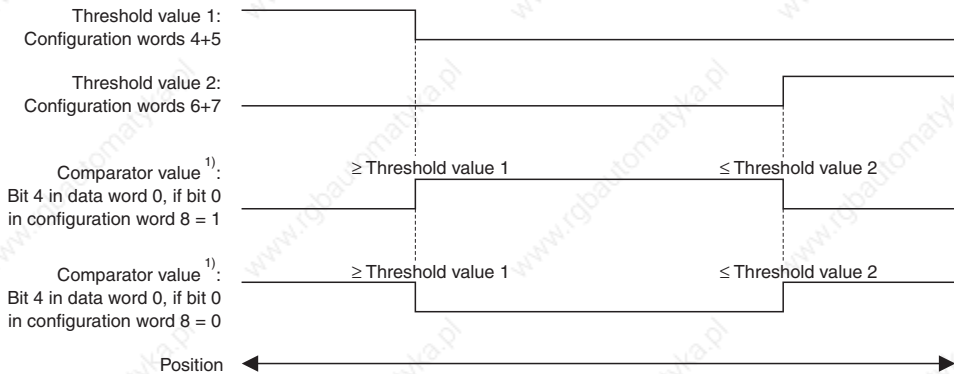 Threshold value 1:
Configuration words 4+5
Threshold value 2:
Configuration words 6+7
Comparator value 1):
Bit 4 in data word 0, if bit 0
in configuration word 8 = 1
≥ Threshold value 1
≤ Threshold value 2
Comparator value 1):
Bit 4 in data word 0, if bit 0
in configuration word 8 = 0
≥ Threshold value 1
≤ Threshold value 2
Position
www.rgbautomatyka.pl